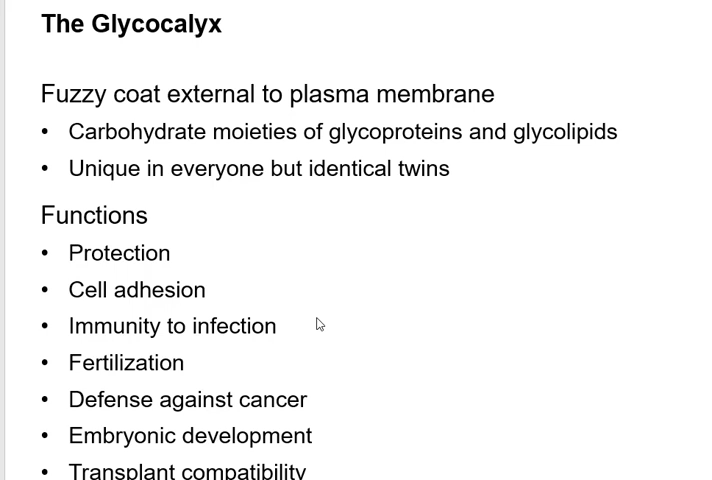 The Glycocalyx
Fuzzy coat external to plasma membrane
• Carbohydrate moieties of glycoproteins and glycolipids
• Unique in everyone but identical twins
Functions
• Protection
• Cell adhesion
• Immunity to infection
• Fertilization
• Defense against cancer
• Embryonic development
• Transplant compatibility